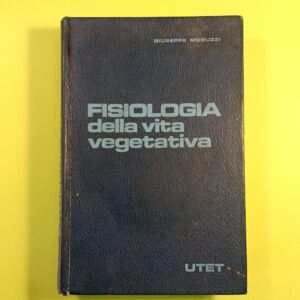 GIUSEPPE MORUZZI
FISIOLOGIA
della vita
vegetativa
UTET